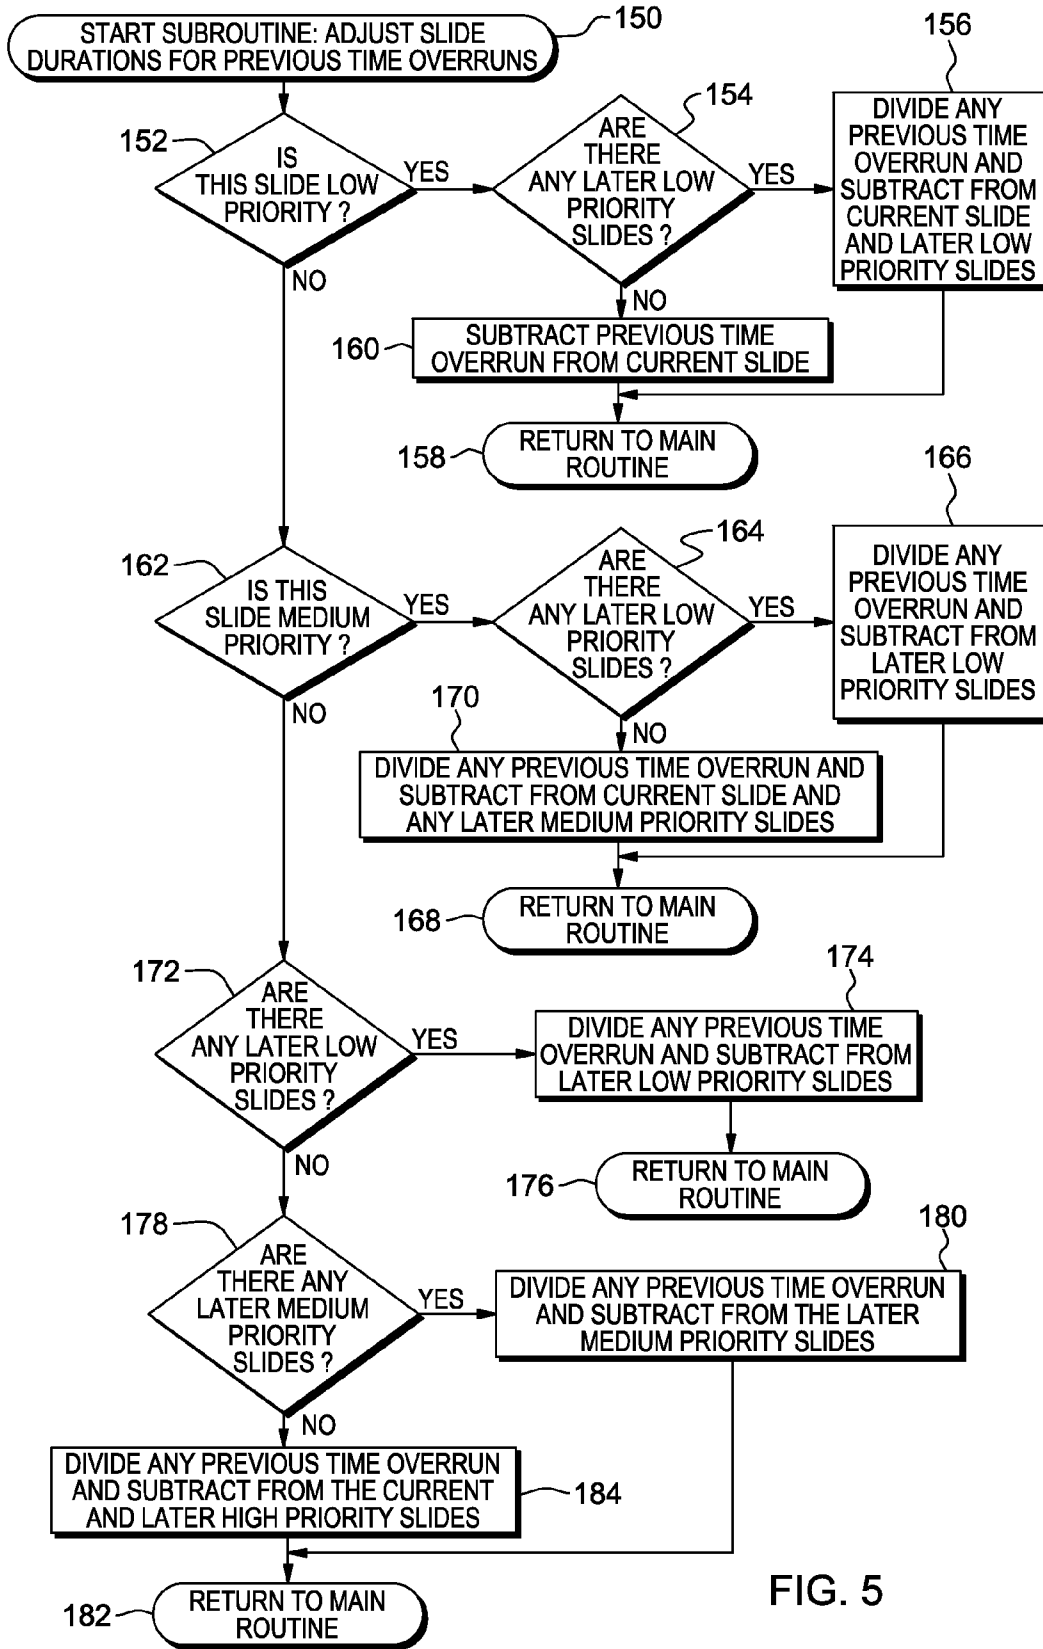 START SUBROUTINE: ADJUST SLIDE
DURATIONS FOR PREVIOUS TIME OVERRUNS
150
152
IS
THIS SLIDE LOW
PRIORITY ?
YES
NO
154
ARE
THERE
ANY LATER LOW
PRIORITY
SLIDES ?
YES
NO
156
DIVIDE ANY
PREVIOUS TIME
OVERRUN AND
SUBTRACT FROM
CURRENT SLIDE
AND LATER LOW
PRIORITY SLIDES
160
SUBTRACT PREVIOUS TIME
OVERRUN FROM CURRENT SLIDE
158
RETURN TO MAIN
ROUTINE
162
IS THIS
SLIDE MEDIUM
PRIORITY ?
YES
NO
164
ARE
THERE
ANY LATER LOW
PRIORITY
SLIDES ?
YES
NO
166
DIVIDE ANY
PREVIOUS TIME
OVERRUN AND
SUBTRACT FROM
LATER LOW
PRIORITY SLIDES
170
DIVIDE ANY PREVIOUS TIME OVERRUN AND
SUBTRACT FROM CURRENT SLIDE AND
ANY LATER MEDIUM PRIORITY SLIDES
168
RETURN TO MAIN
ROUTINE
172
ARE
THERE
ANY LATER LOW
PRIORITY
SLIDES ?
YES
NO
174
DIVIDE ANY PREVIOUS TIME
OVERRUN AND SUBTRACT FROM
LATER LOW PRIORITY SLIDES
176
RETURN TO MAIN
ROUTINE
178
ARE
THERE ANY
LATER MEDIUM
PRIORITY
SLIDES ?
YES
NO
180
DIVIDE ANY PREVIOUS TIME OVERRUN
AND SUBTRACT FROM THE LATER
MEDIUM PRIORITY SLIDES
DIVIDE ANY PREVIOUS TIME OVERRUN
AND SUBTRACT FROM THE CURRENT
AND LATER HIGH PRIORITY SLIDES
184
182
RETURN TO MAIN
ROUTINE
FIG. 5